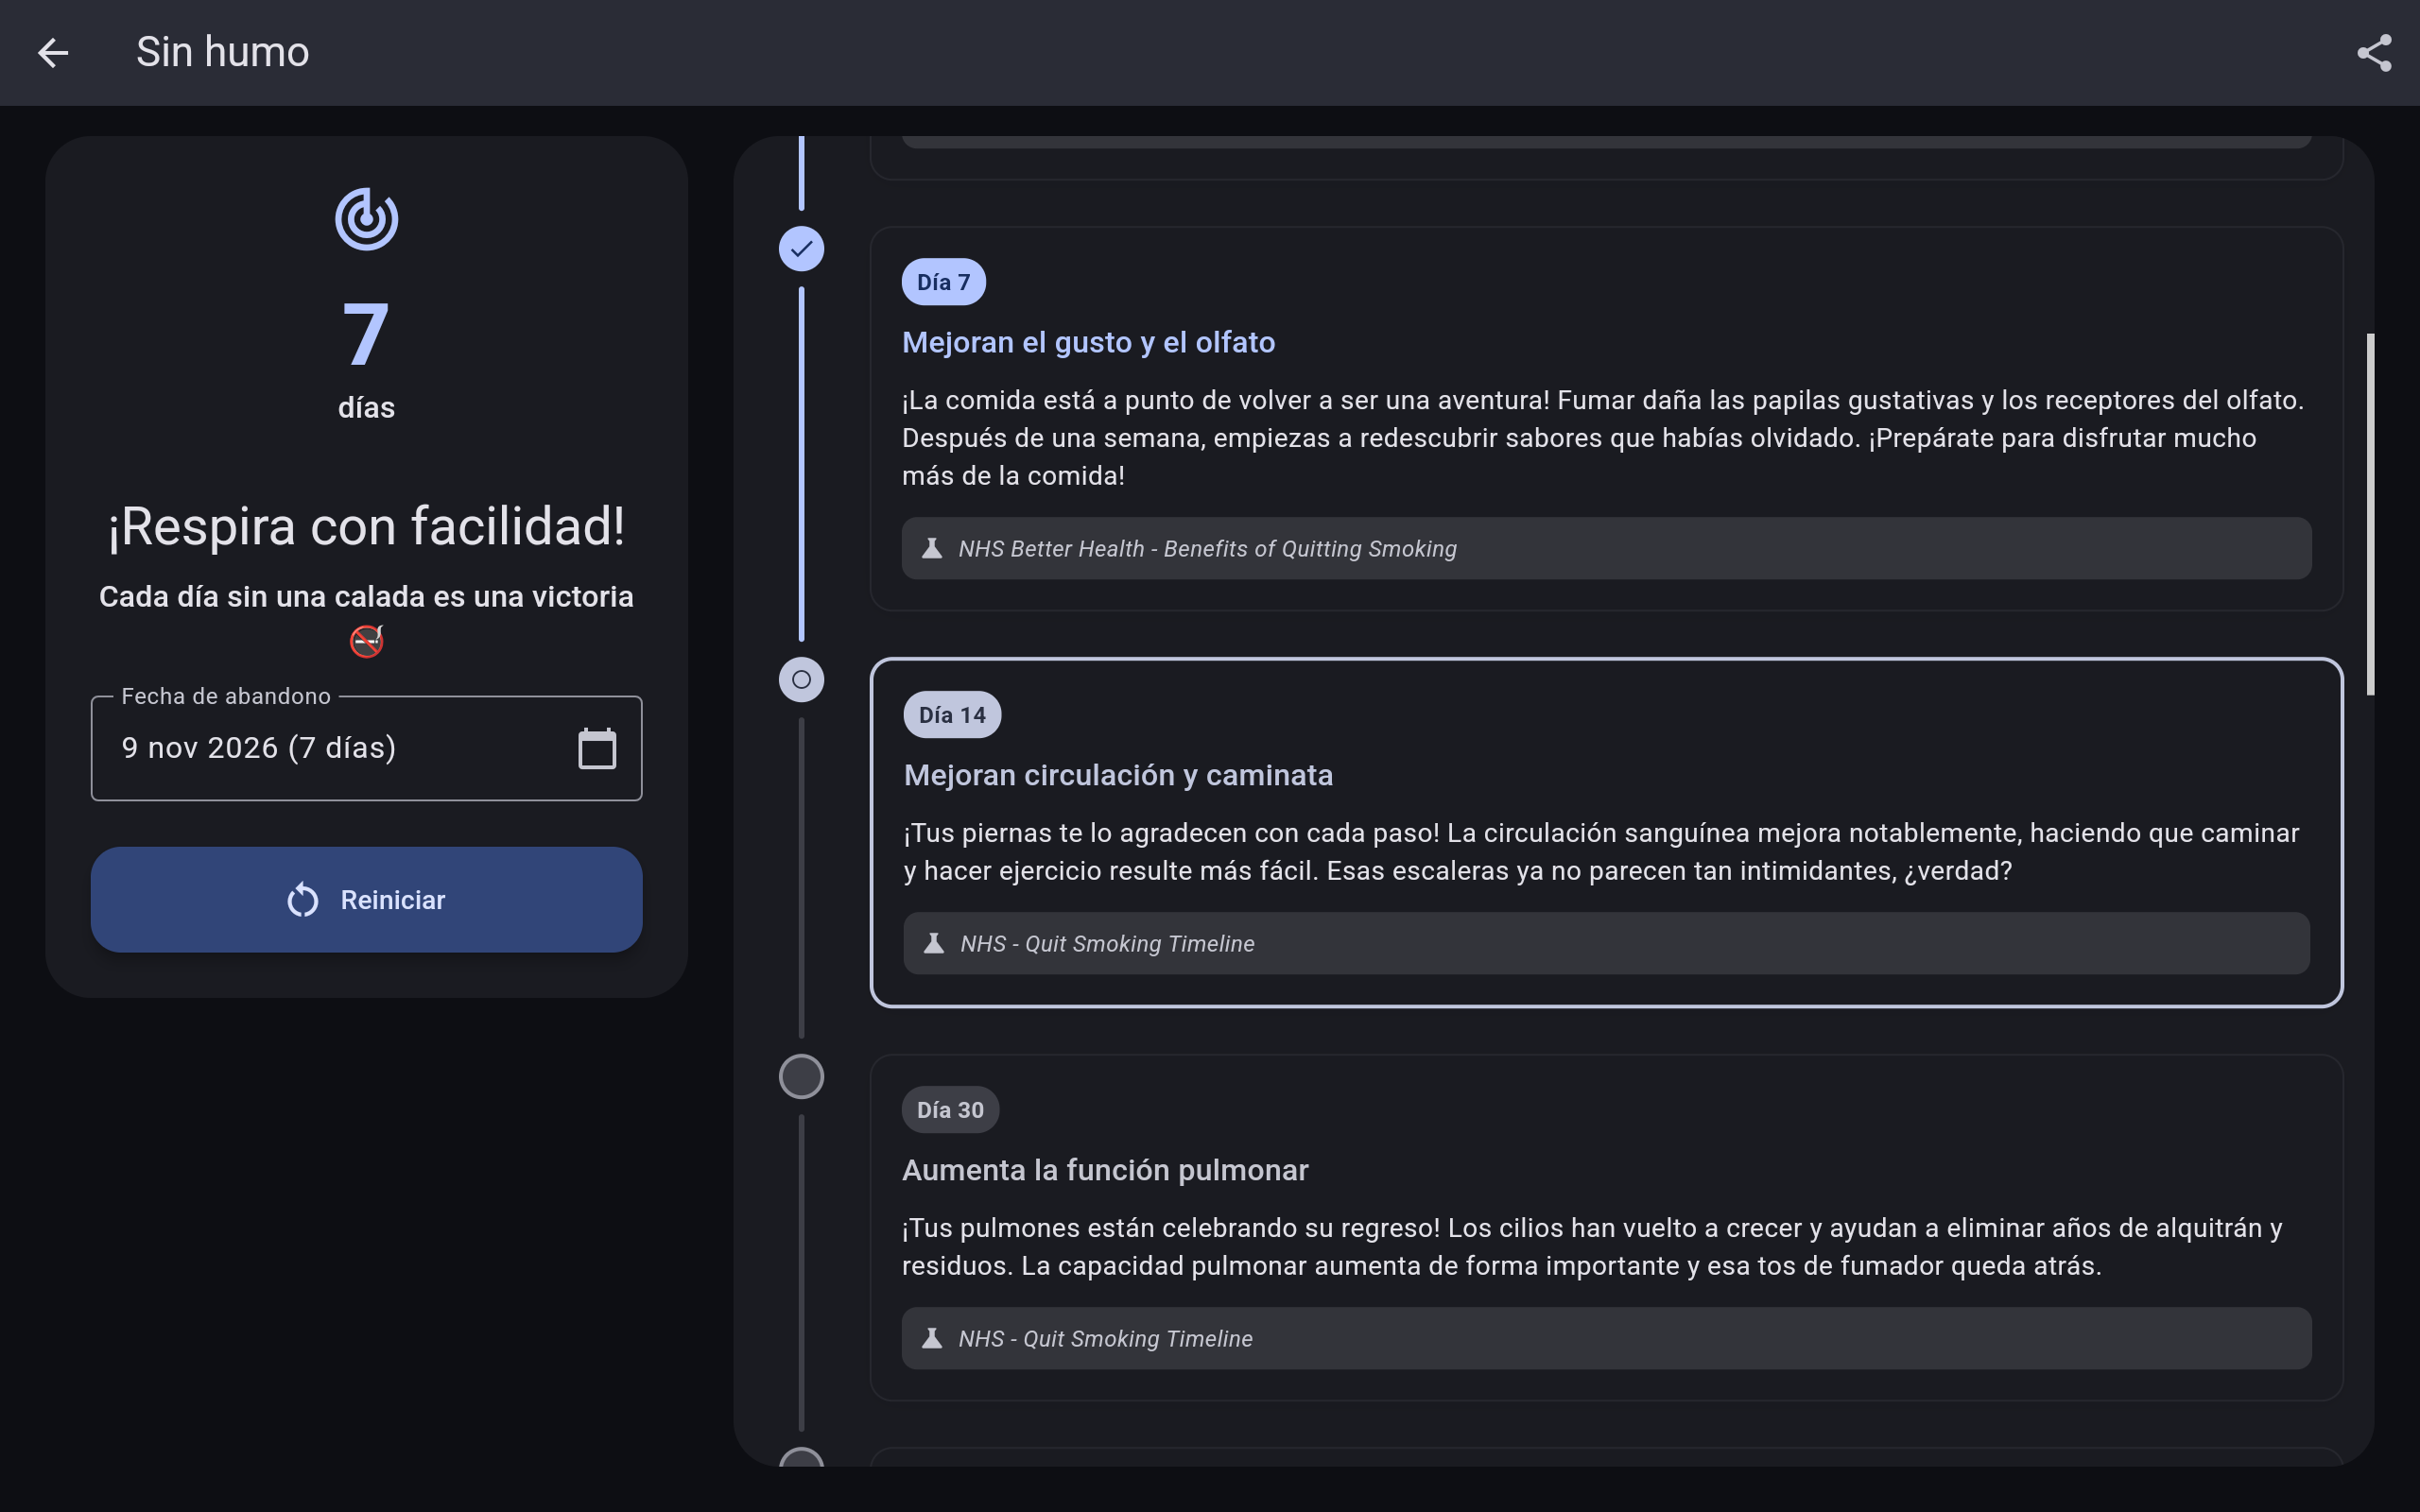 Sin humo
7
días
¡Respira con facilidad!
Cada día sin una calada es una victoria
🚭
Fecha de abandono
9 nov 2026 (7 días)
Reiniciar
Día 7
Mejoran el gusto y el olfato
¡La comida está a punto de volver a ser una aventura! Fumar daña las papilas gustativas y los receptores del olfato.
Después de una semana, empiezas a redescubrir sabores que habías olvidado. ¡Prepárate para disfrutar mucho
más de la comida!
NHS Better Health - Benefits of Quitting Smoking
Día 14
Mejoran circulación y caminata
¡Tus piernas te lo agradecen con cada paso! La circulación sanguínea mejora notablemente, haciendo que caminar
y hacer ejercicio resulte más fácil. Esas escaleras ya no parecen tan intimidantes, ¿verdad?
NHS - Quit Smoking Timeline
Día 30
Aumenta la función pulmonar
¡Tus pulmones están celebrando su regreso! Los cilios han vuelto a crecer y ayudan a eliminar años de alquitrán y
residuos. La capacidad pulmonar aumenta de forma importante y esa tos de fumador queda atrás.
NHS - Quit Smoking Timeline